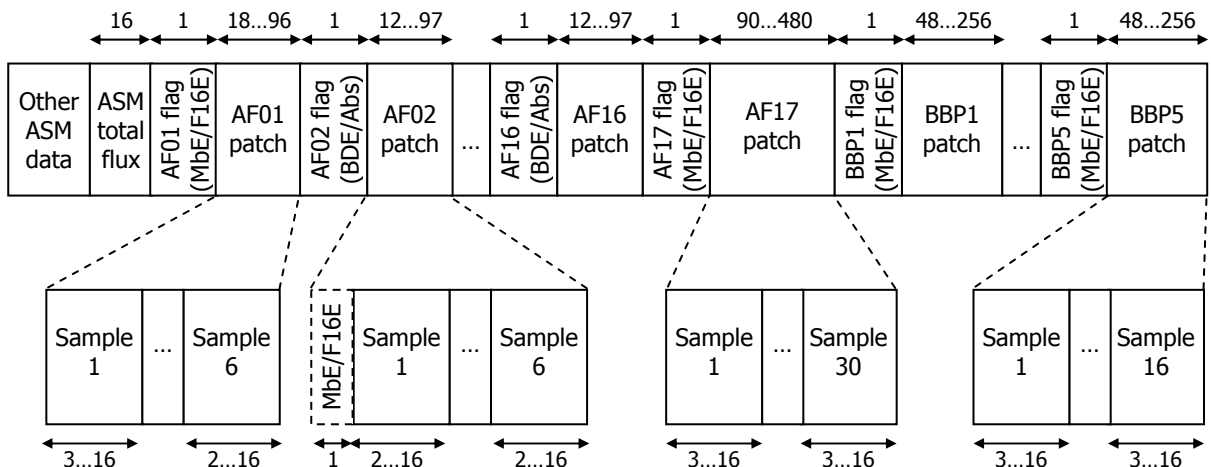 16 1 18...96 1 12...97 1 12...97 1 90...480 1 48...256 1 48...256
Other ASM data
ASM total flux
AF01 flag (MbE/F16E)
AF01 patch
AF02 flag (BDE/Abs)
AF02 patch
...
AF16 flag (BDE/Abs)
AF16 patch
AF17 flag (MbE/F16E)
AF17 patch
BBP1 flag (MbE/F16E)
BBP1 patch
...
BBP5 flag (MbE/F16E)
BBP5 patch
Sample 1
...
Sample 6
MbE/F16E
Sample 1
...
Sample 6
Sample 1
...
Sample 30
Sample 1
...
Sample 16
3...16 2...16 1 2...16 2...16 3...16 3...16 3...16 3...16